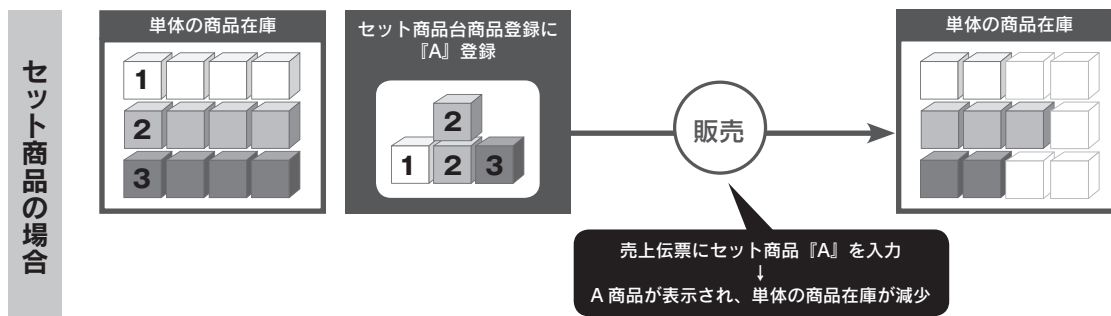 セット商品の場合
単体の商品在庫
1
2
3
セット商品台商品登録に
『A』登録
2
1 2 3
販売
売上伝票にセット商品『A』を入力
↓
A 商品が表示され、単体の商品在庫が減少
単体の商品在庫